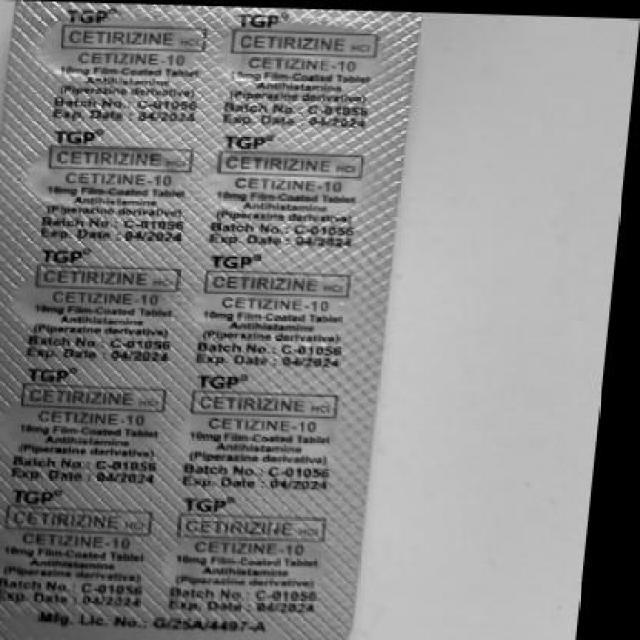 TGP® TGP®
CETIRIZINE HCl CETIRIZINE HCl
CETIZINE-10 CETIZINE-10
10mg Film-Coated Tablet 10mg Film-Coated Tablet
Antihistamine Antihistamine
(Piperazine derivative) (Piperazine derivative)
Batch No. : C-01056 Batch No. : C-01056
Exp. Date : 04/2024 Exp. Date : 04/2024
TGP® TGP®
CETIRIZINE HCl CETIRIZINE HCl
CETIZINE-10 CETIZINE-10
10mg Film-Coated Tablet 10mg Film-Coated Tablet
Antihistamine Antihistamine
(Piperazine derivative) (Piperazine derivative)
Batch No. : C-01056 Batch No. : C-01056
Exp. Date : 04/2024 Exp. Date : 04/2024
TGP® TGP®
CETIRIZINE HCl CETIRIZINE HCl
CETIZINE-10 CETIZINE-10
10mg Film-Coated Tablet 10mg Film-Coated Tablet
Antihistamine Antihistamine
(Piperazine derivative) (Piperazine derivative)
Batch No. : C-01056 Batch No. : C-01056
Exp. Date : 04/2024 Exp. Date : 04/2024
TGP® TGP®
CETIRIZINE HCl CETIRIZINE HCl
CETIZINE-10 CETIZINE-10
10mg Film-Coated Tablet 10mg Film-Coated Tablet
Antihistamine Antihistamine
(Piperazine derivative) (Piperazine derivative)
Batch No. : C-01056 Batch No. : C-01056
Exp. Date : 04/2024 Exp. Date : 04/2024
TGP® TGP®
CETIRIZINE HCl CETIRIZINE HCl
CETIZINE-10 CETIZINE-10
10mg Film-Coated Tablet 10mg Film-Coated Tablet
Antihistamine Antihistamine
(Piperazine derivative) (Piperazine derivative)
Batch No. : C-01056 Batch No. : C-01056
Exp. Date : 04/2024 Exp. Date : 04/2024
Mfg. Lic. No.